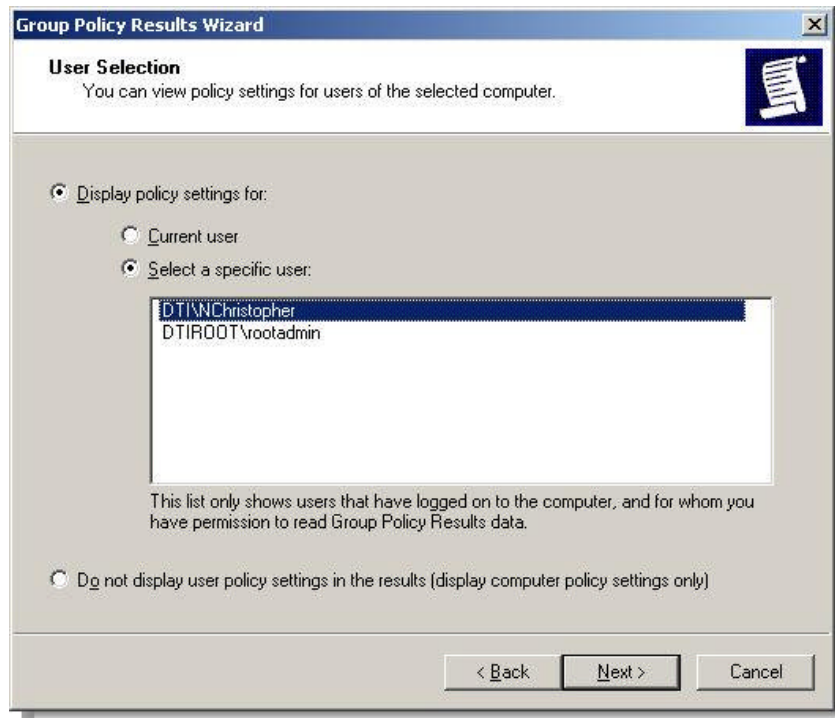 Group Policy Results Wizard
User Selection
You can view policy settings for users of the selected computer.
Display policy settings for:
Current user
Select a specific user:
DTI\NChristopher
DTIROOT\rootadmin
This list only shows users that have logged on to the computer, and for whom you
have permission to read Group Policy Results data.
Do not display user policy settings in the results (display computer policy settings only)
< Back Next > Cancel